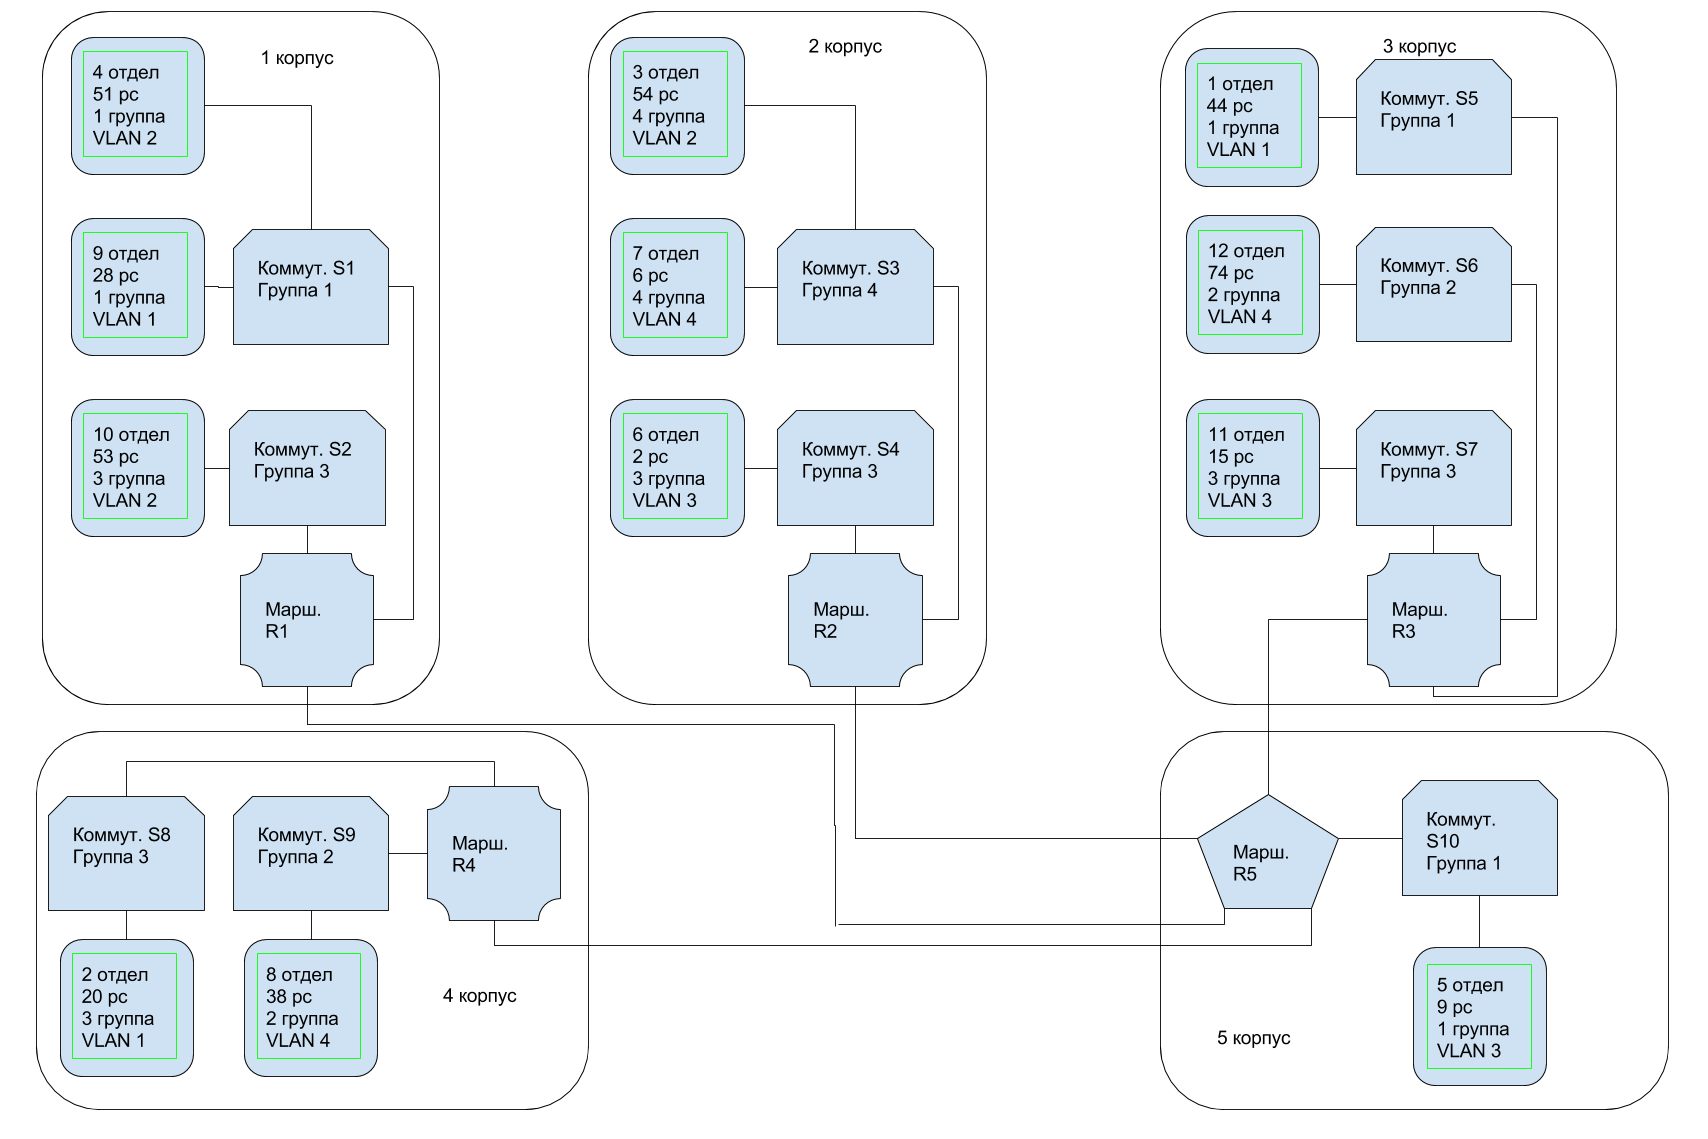 1 корпус
4 отдел
51 pc
1 группа
VLAN 2
9 отдел
28 pc
1 группа
VLAN 1
Коммут. S1
Группа 1
10 отдел
53 pc
3 группа
VLAN 2
Коммут. S2
Группа 3
Марш.
R1
2 корпус
3 отдел
54 pc
4 группа
VLAN 2
7 отдел
6 pc
4 группа
VLAN 4
Коммут. S3
Группа 4
6 отдел
2 pc
3 группа
VLAN 3
Коммут. S4
Группа 3
Марш.
R2
3 корпус
1 отдел
44 pc
1 группа
VLAN 1
Коммут. S5
Группа 1
12 отдел
74 pc
2 группа
VLAN 4
Коммут. S6
Группа 2
11 отдел
15 pc
3 группа
VLAN 3
Коммут. S7
Группа 3
Марш.
R3
Коммут. S8
Группа 3
Коммут. S9
Группа 2
Марш.
R4
2 отдел
20 pc
3 группа
VLAN 1
8 отдел
38 pc
2 группа
VLAN 4
4 корпус
Марш.
R5
Коммут.
S10
Группа 1
5 отдел
9 pc
1 группа
VLAN 3
5 корпус